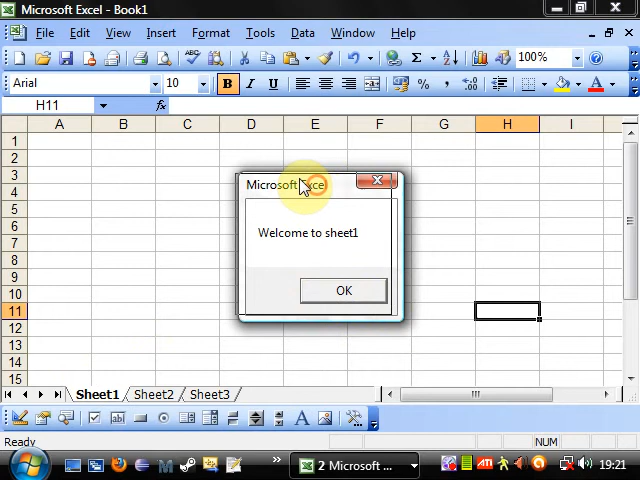 Microsoft Excel - Book1
File Edit View Insert Format Tools Data Window Help
100%
Arial 10 B I U
H11 fx
A B C D E F G H I
1
2
3
4
5
6
7
8
9
10
11
12
13
14
15
Microsoft Excel
Welcome to sheet1
OK
Sheet1 Sheet2 Sheet3
Ready NUM
2 Microsoft ... 19:21